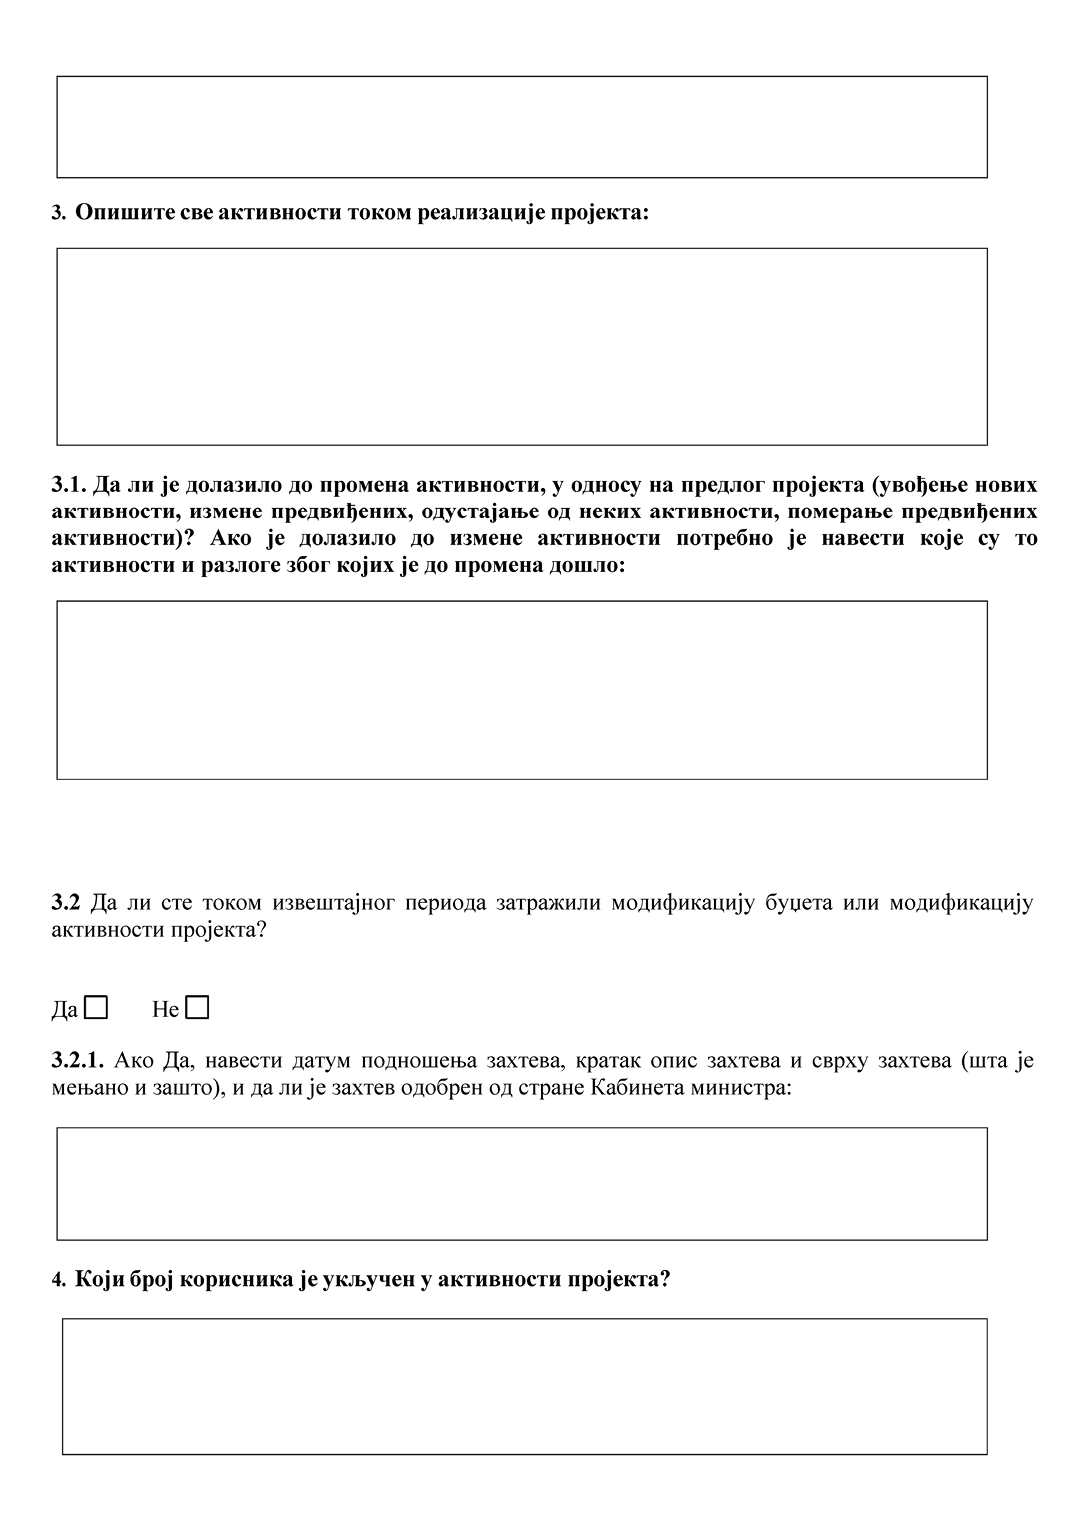 3. Опишите све активности током реализације пројекта:
3.1. Да ли је долазило до промена активности, у односу на предлог пројекта (увођење нових
активности, измене предвиђених, одустајање од неких активности, померање предвиђених
активности)? Ако је долазило до измене активности потребно је навести које су то
активности и разлоге због којих је до промена дошло:
3.2 Да ли сте током извештајног периода затражили модификацију буџета или модификацију
активности пројекта?
Да Не
3.2.1. Ако Да, навести датум подношења захтева, кратак опис захтева и сврху захтева (шта је
мењано и зашто), и да ли је захтев одобрен од стране Кабинета министра:
4. Који број корисника је укључен у активности пројекта?